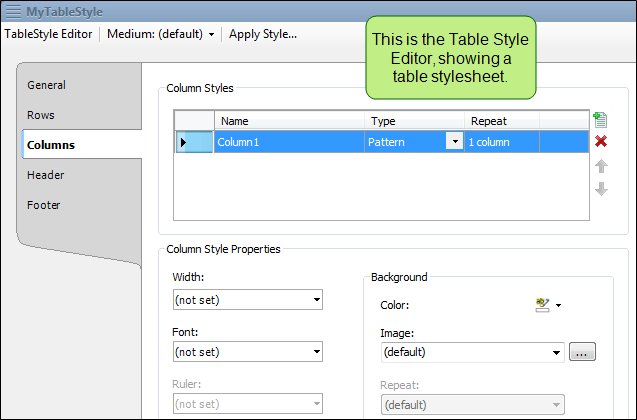 MyTableStyle
TableStyle Editor Medium: (default) Apply Style...
This is the Table Style
Editor, showing a
table stylesheet.
General
Rows
Columns
Header
Footer
Column Styles
Name Type Repeat
Column1 Pattern 1 column
Column Style Properties
Width:
(not set)
Font:
(not set)
Ruler:
(not set)
Background
Color:
Image:
(default) ...
Repeat:
(default)